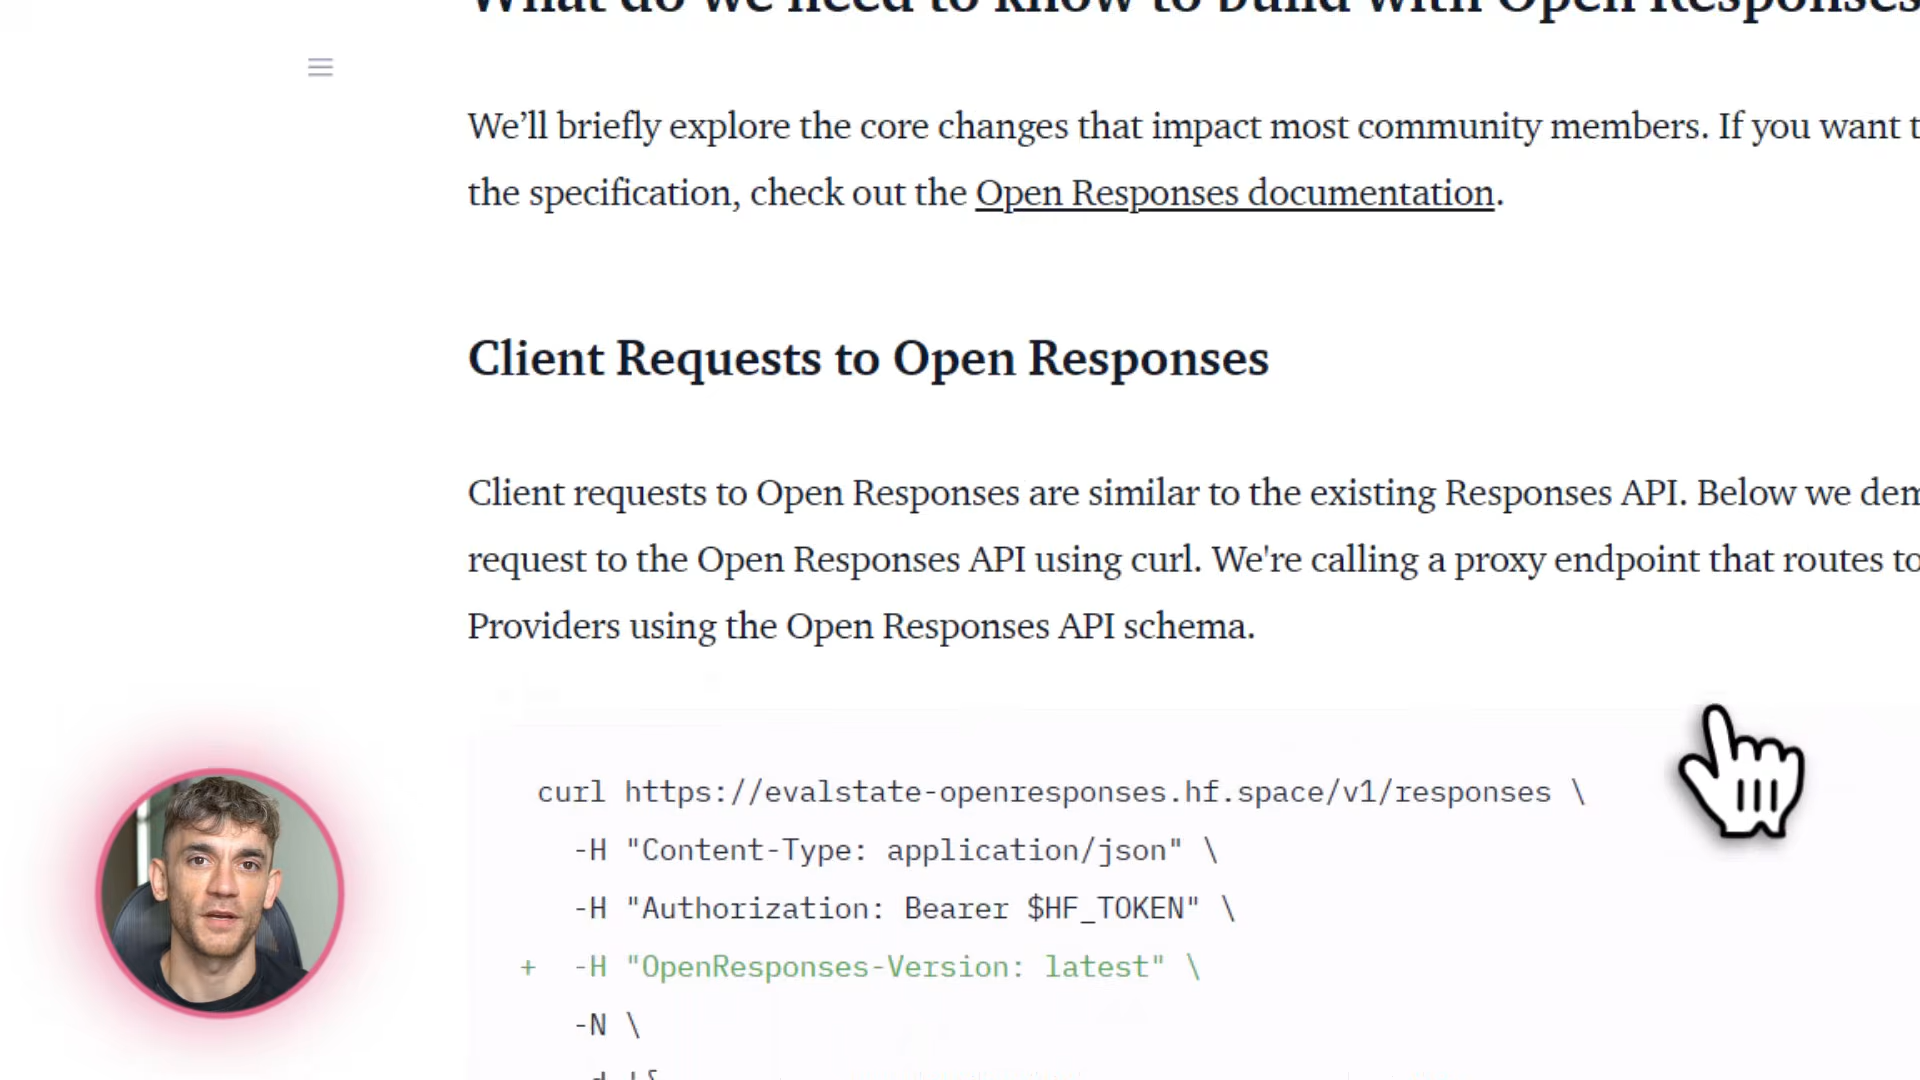 What do we need to know to build with Open Responses
We’ll briefly explore the core changes that impact most community members. If you want t
the specification, check out the Open Responses documentation.
Client Requests to Open Responses
Client requests to Open Responses are similar to the existing Responses API. Below we dem
request to the Open Responses API using curl. We're calling a proxy endpoint that routes to
Providers using the Open Responses API schema.
curl https://evalstate-openresponses.hf.space/v1/responses \
-H "Content-Type: application/json" \
-H "Authorization: Bearer $HF_TOKEN" \
+ -H "OpenResponses-Version: latest" \
-N \